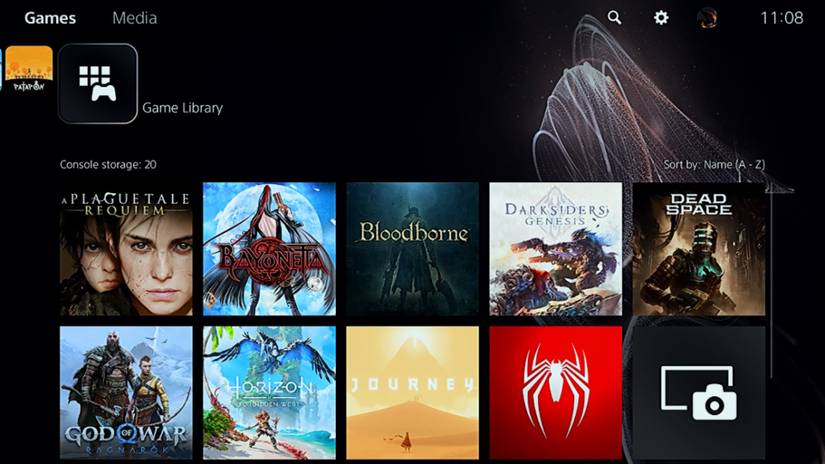 Games
Media
11:08
PATAPON
Game Library
Console storage: 20
Sort by: Name (A - Z)
A PLAGUE TALE
REQUIEM
BAYONETTA
Bloodborne
DARKSIDERS
GENESIS
DEAD
SPACE
GOD OF WAR
RAGNARÖK
HORIZON
FORBIDDEN WEST
JOURNEY